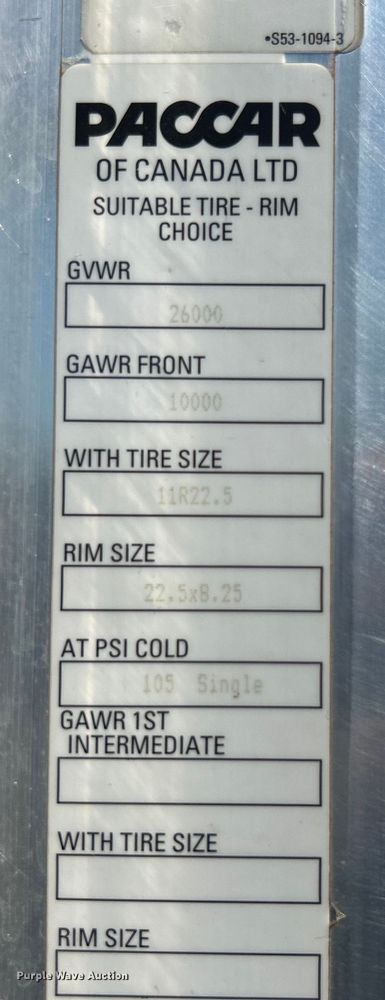 •S53-1094-3
PACCAR
OF CANADA LTD
SUITABLE TIRE - RIM
CHOICE
GVWR
26000
GAWR FRONT
10000
WITH TIRE SIZE
11R22.5
RIM SIZE
22.5x8.25
AT PSI COLD
105 Single
GAWR 1ST
INTERMEDIATE
WITH TIRE SIZE
RIM SIZE
Purple Wave Auction